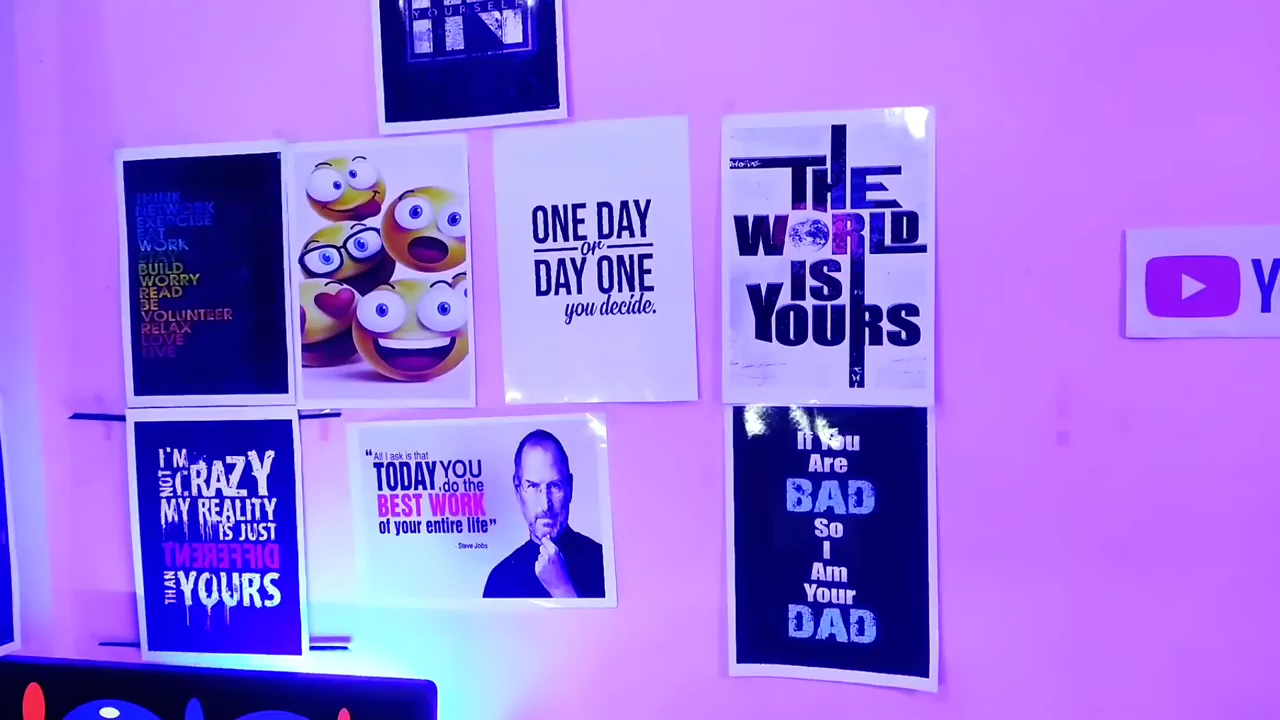 YOURSELF
THINK
NETWORK
EXERCISE
EAT
WORK
PLAY
BUILD
WORRY
READ
BE
VOLUNTEER
RELAX
LOVE
LIVE
ONE DAY
or
DAY ONE
you decide.
THE
WORLD
IS
YOURS
I'M
NOT CRAZY
MY REALITY
IS JUST
DIFFERENT
THAN YOURS
“All I ask is that
TODAY YOU
do the
BEST WORK
of your entire life”
- Steve Jobs
If You
Are
BAD
So
I
Am
Your
DAD
Y